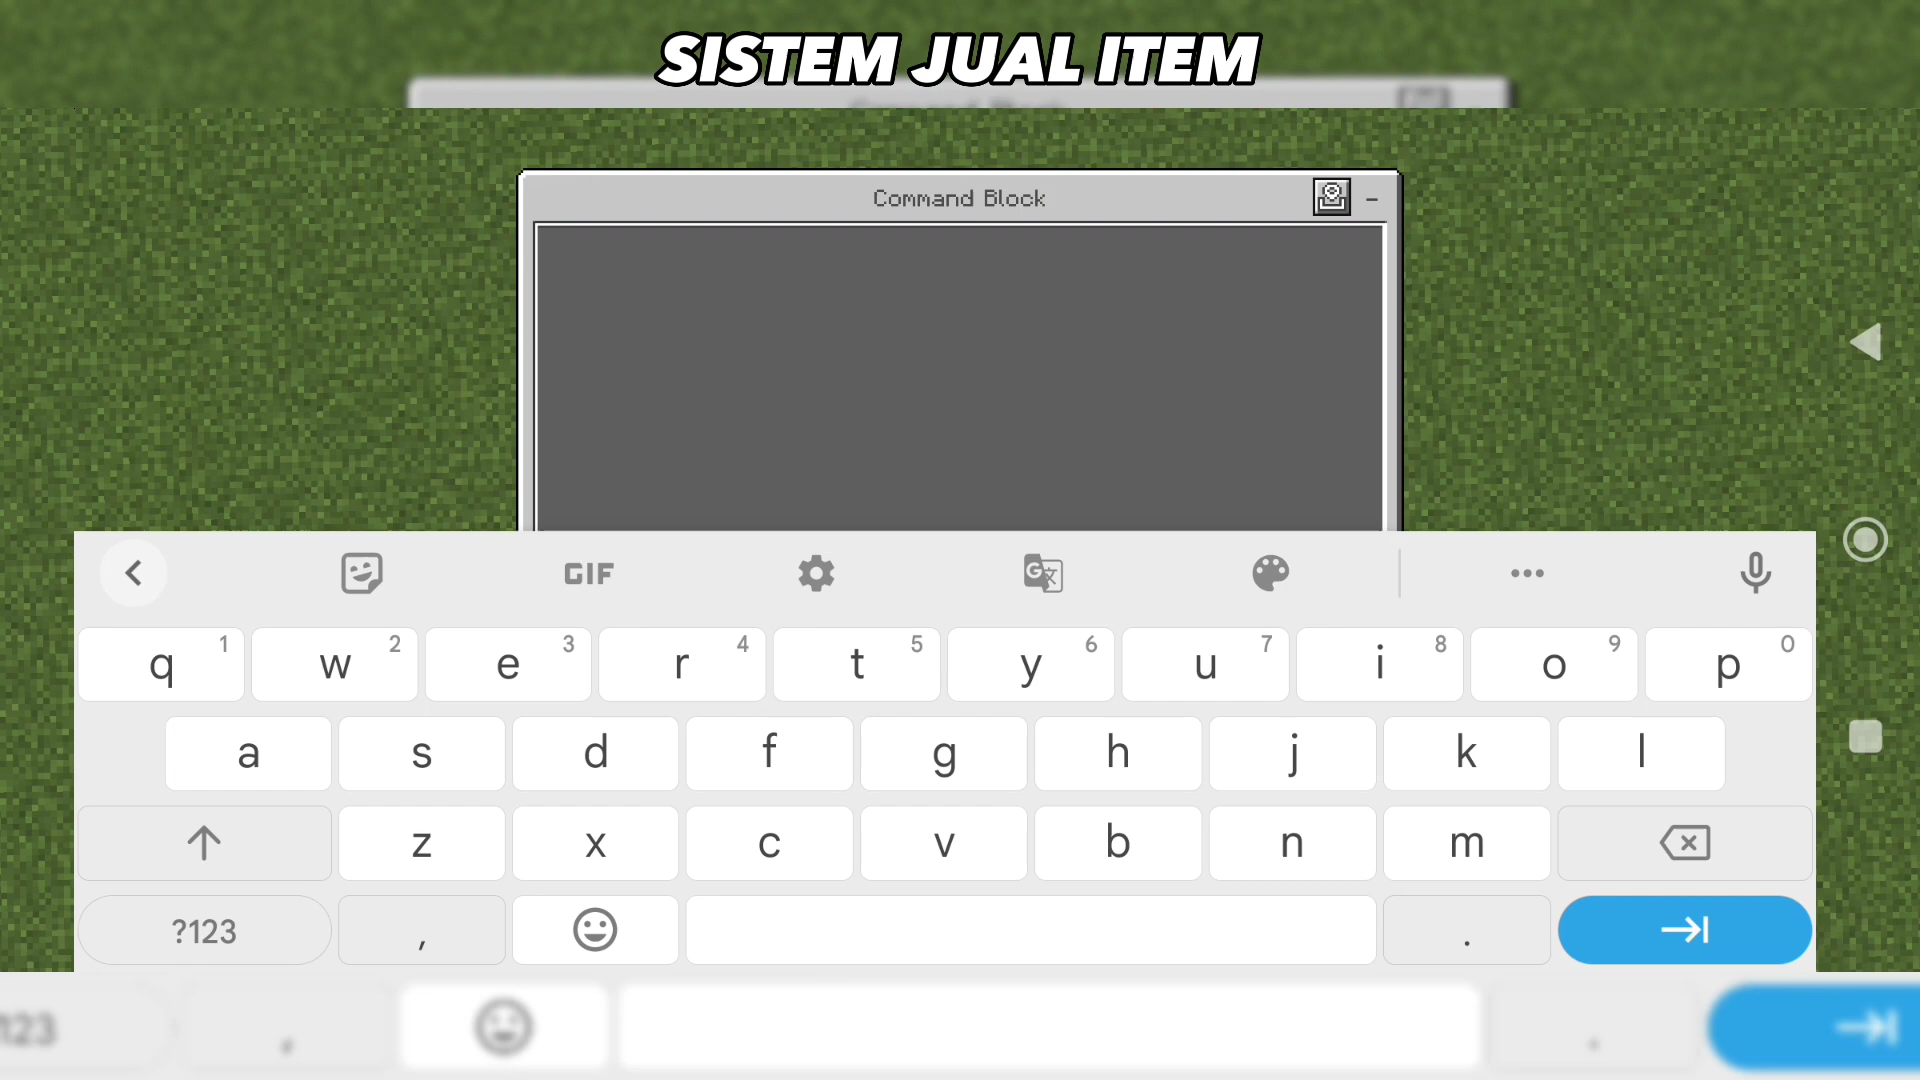 SISTEM JUAL ITEM
Command Block
GIF
q 1 w 2 e 3 r 4 t 5 y 6 u 7 i 8 o 9 p 0
a s d f g h j k l
z x c v b n m
?123 , .